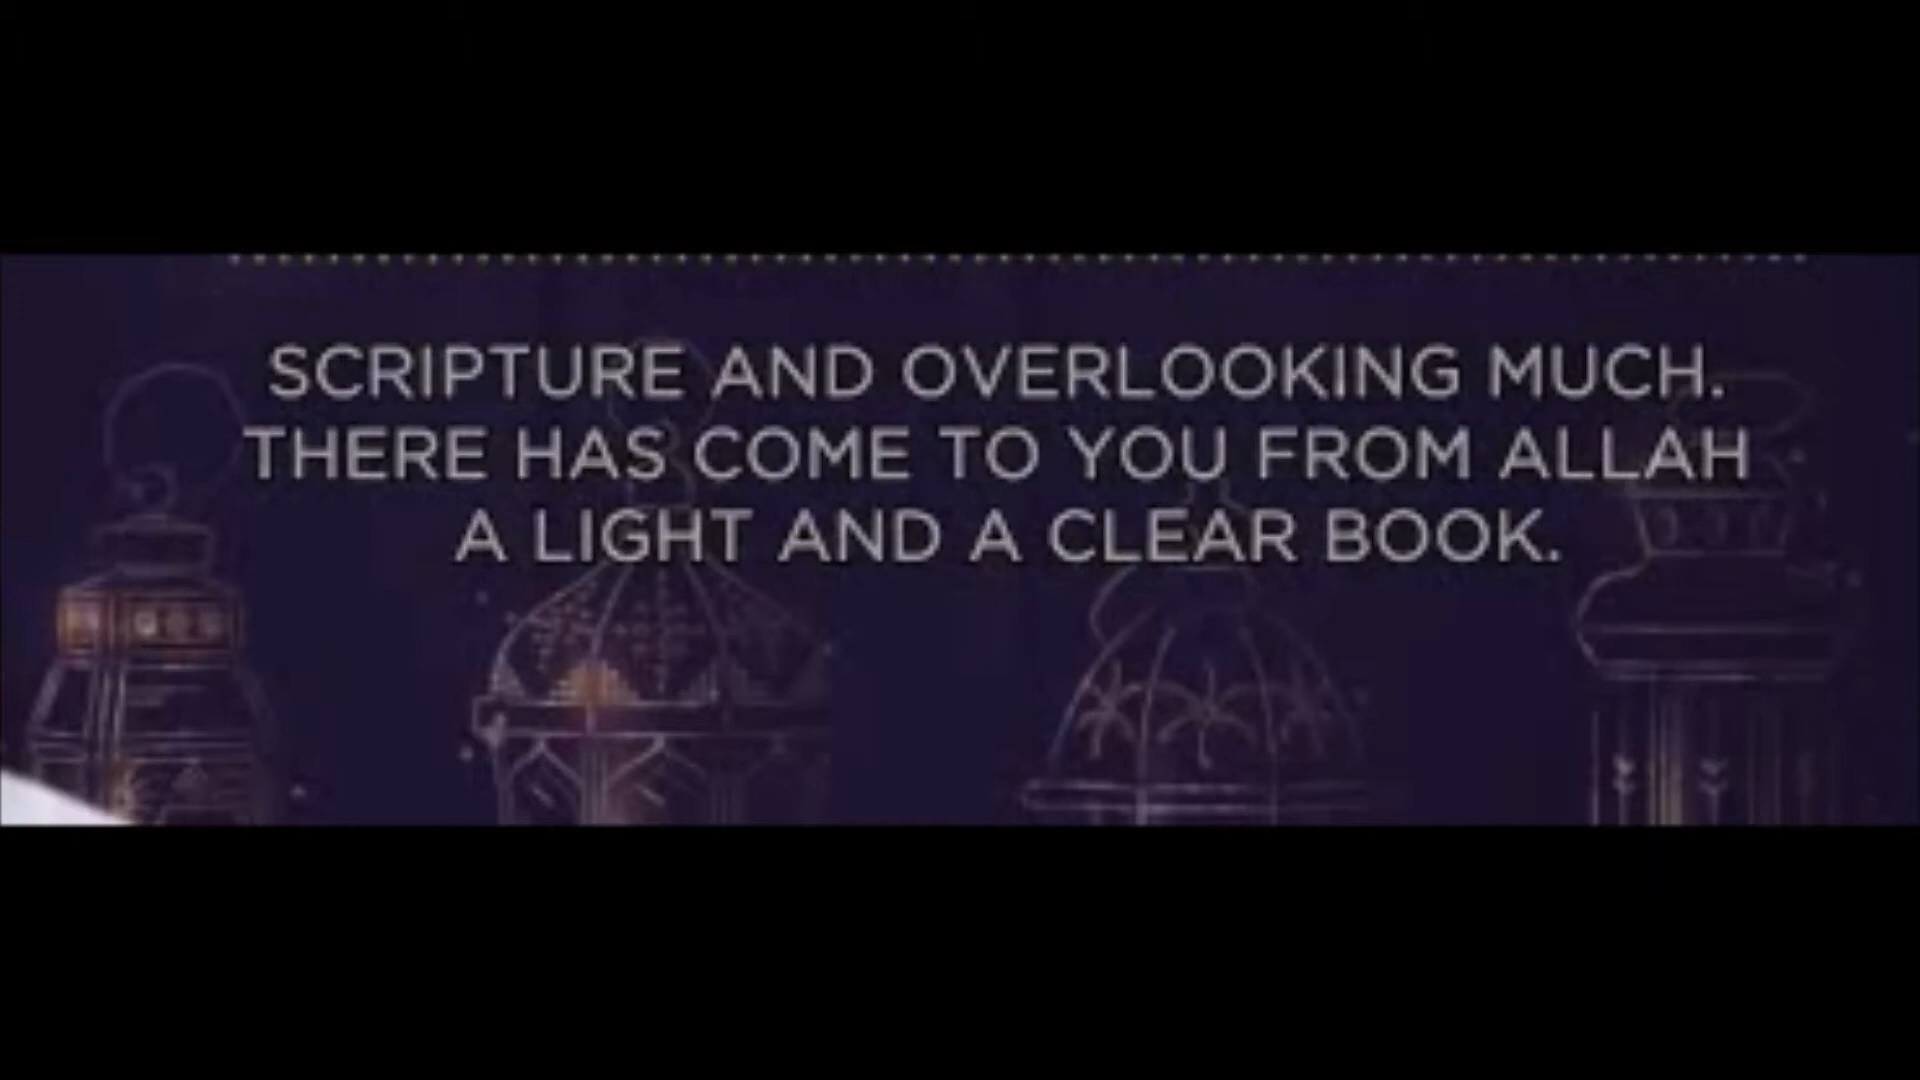 SCRIPTURE AND OVERLOOKING MUCH.
THERE HAS COME TO YOU FROM ALLAH
A LIGHT AND A CLEAR BOOK.